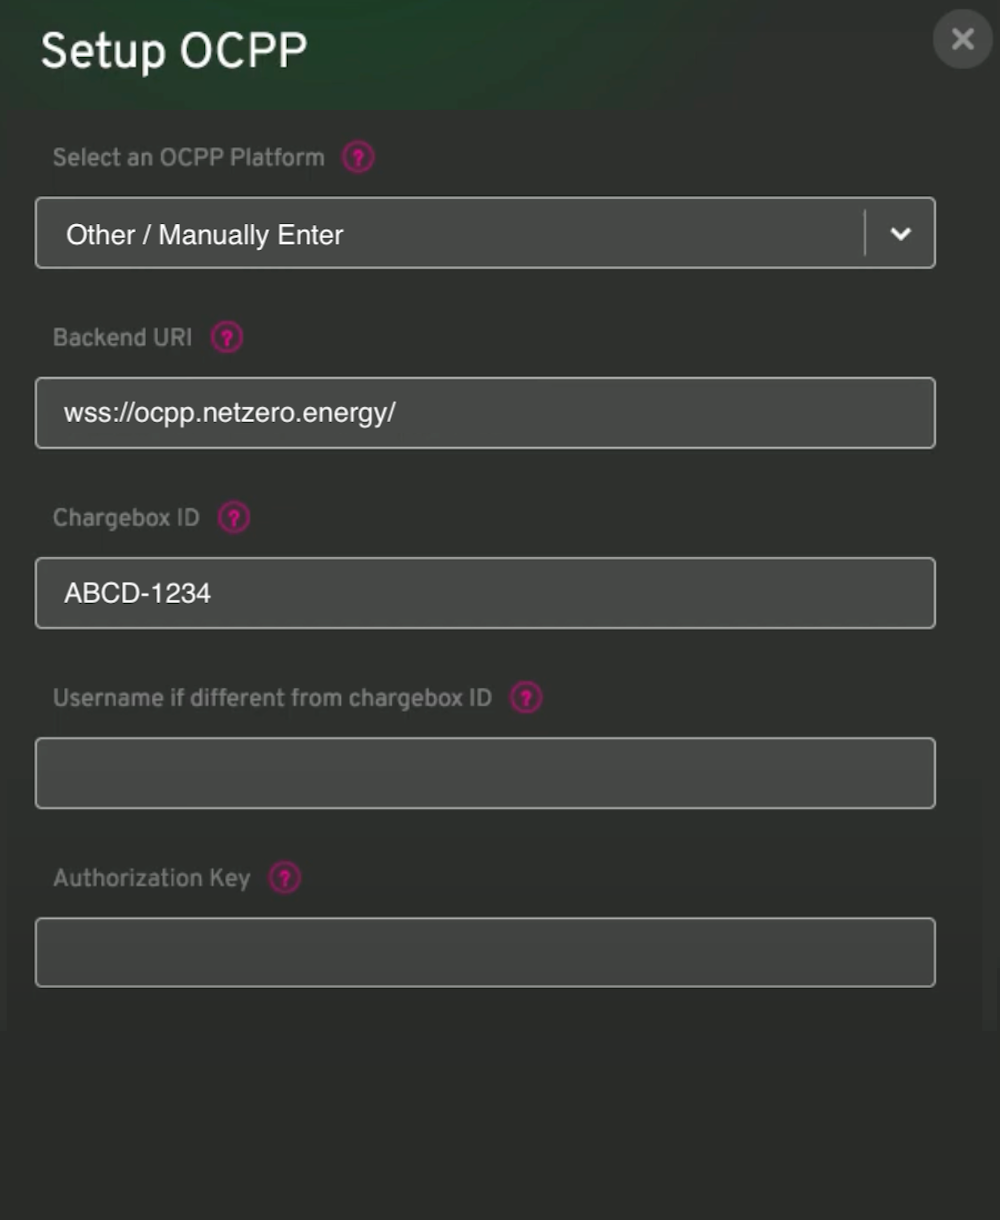 Setup OCPP
Select an OCPP Platform ?
Other / Manually Enter
Backend URI ?
wss://ocpp.netzero.energy/
Chargebox ID ?
ABCD-1234
Username if different from chargebox ID ?
Authorization Key ?